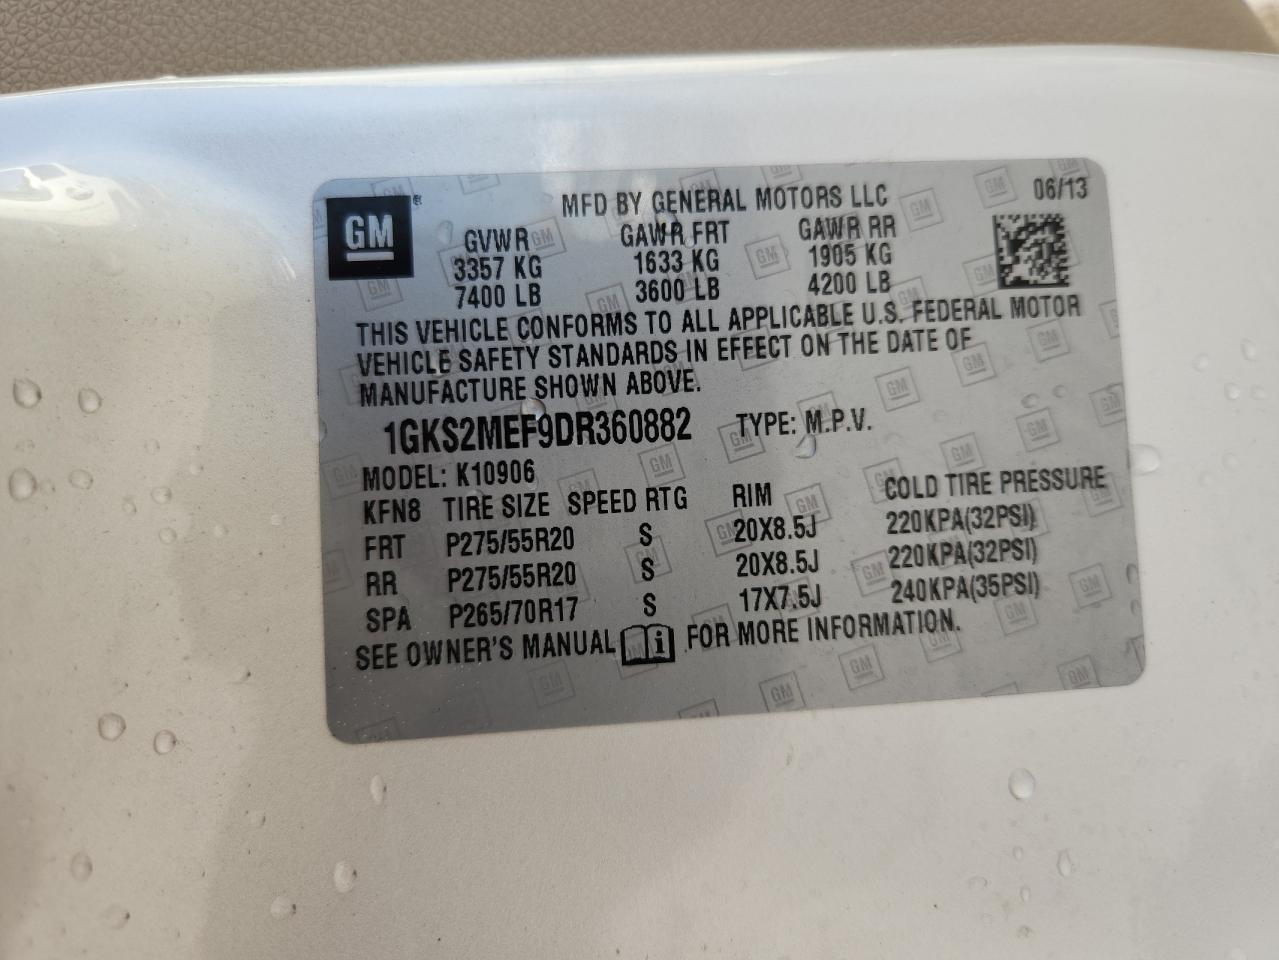 GM®
MFD BY GENERAL MOTORS LLC 06/13
GVWR GAWR FRT GAWR RR
3357 KG 1633 KG 1905 KG
7400 LB 3600 LB 4200 LB
THIS VEHICLE CONFORMS TO ALL APPLICABLE U.S. FEDERAL MOTOR
VEHICLE SAFETY STANDARDS IN EFFECT ON THE DATE OF
MANUFACTURE SHOWN ABOVE.
1GKS2MEF9DR360882 TYPE: M.P.V.
MODEL: K10906
KFN8 TIRE SIZE SPEED RTG RIM COLD TIRE PRESSURE
FRT P275/55R20 S 20X8.5J 220KPA(32PSI)
RR P275/55R20 S 20X8.5J 220KPA(32PSI)
SPA P265/70R17 S 17X7.5J 240KPA(35PSI)
SEE OWNER'S MANUAL i FOR MORE INFORMATION.